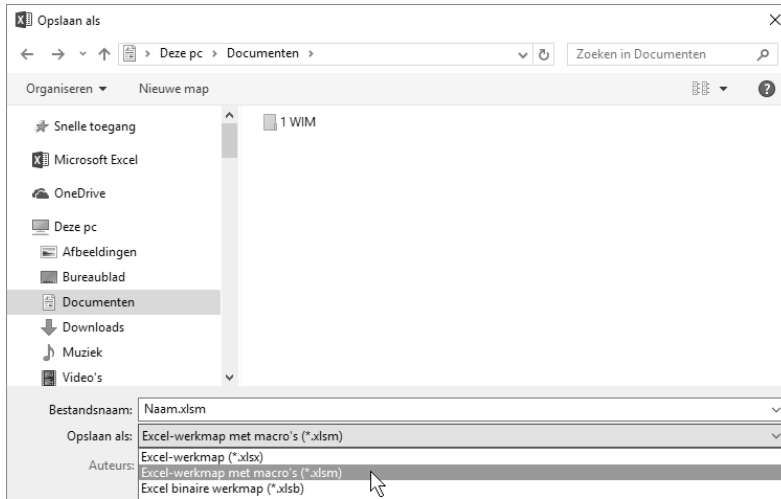 Opslaan als
Deze pc > Documenten >
Zoeken in Documenten
Organiseren Nieuwe map
Snelle toegang
Microsoft Excel
OneDrive
Deze pc
Afbeeldingen
Bureaublad
Documenten
Downloads
Muziek
Video's
1 WIM
Bestandsnaam: Naam.xlsm
Opslaan als: Excel-werkmap met macro's (*.xlsm)
Auteurs:
Excel-werkmap (*.xlsx)
Excel-werkmap met macro's (*.xlsm)
Excel binaire werkmap (*.xlsb)